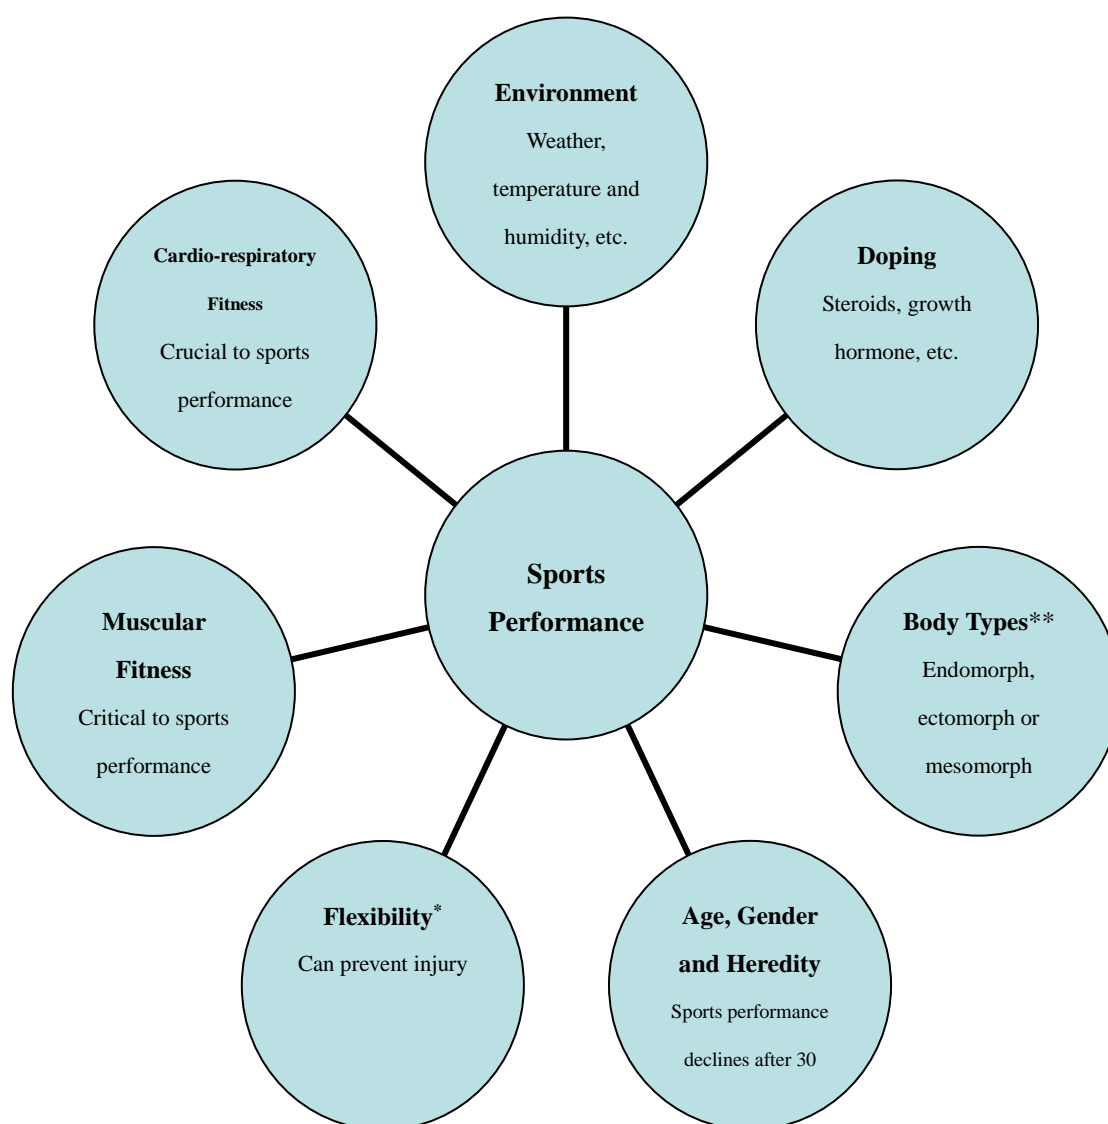 Environment
Weather,
temperature and
humidity, etc.
Doping
Steroids, growth
hormone, etc.
Cardio-respiratory
Fitness
Crucial to sports
performance
Sports
Performance
Muscular
Fitness
Critical to sports
performance
Body Types**
Endomorph,
ectomorph or
mesomorph
Flexibility*
Can prevent injury
Age, Gender
and Heredity
Sports performance
declines after 30